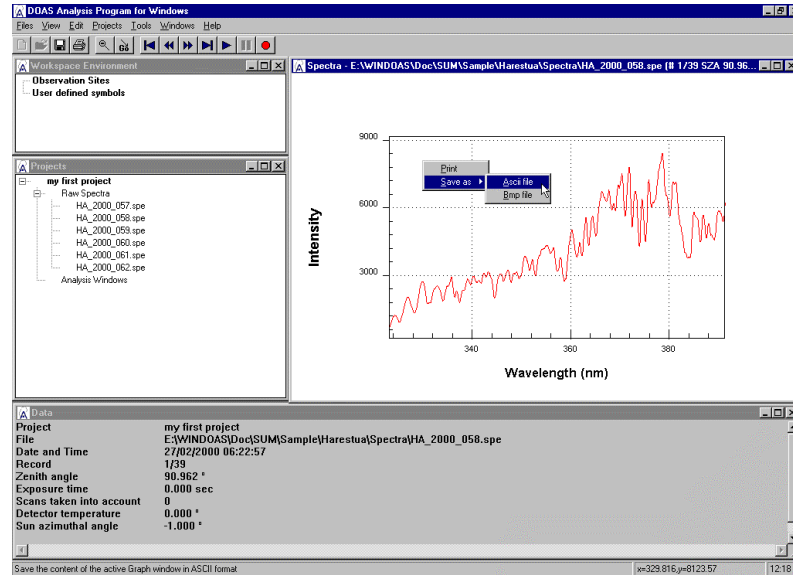 DOAS Analysis Program for Windows
Files View Edit Projects Tools Windows Help
GO
Workspace Environment
Observation Sites
User defined symbols
Spectra - E:\WINDOAS\Doc\SUM\Sample\Harestua\Spectra\HA_2000_058.spe (# 1/39 SZA 90.96...
9000
6000
3000
Intensity
340 360 380
Wavelength (nm)
Print
Save as
Ascii file
Bmp file
Projects
my first project
Raw Spectra
HA_2000_057.spe
HA_2000_058.spe
HA_2000_059.spe
HA_2000_060.spe
HA_2000_061.spe
HA_2000_062.spe
Analysis Windows
Data
Project my first project
File E:\WINDOAS\Doc\SUM\Sample\Harestua\Spectra\HA_2000_058.spe
Date and Time 27/02/2000 06:22:57
Record 1/39
Zenith angle 90.962 °
Exposure time 0.000 sec
Scans taken into account 0
Detector temperature 0.000 °
Sun azimuthal angle -1.000 °
Save the content of the active Graph window in ASCII format
x=329.816,y=8123.57
12:18